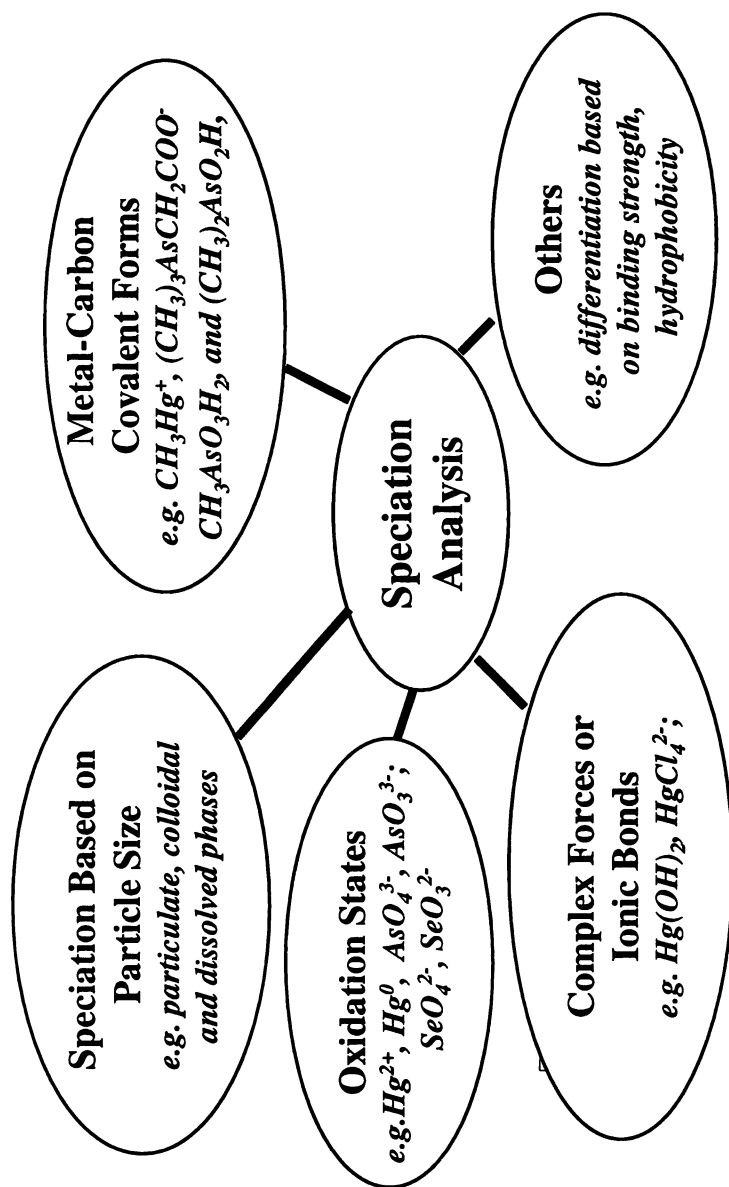 Speciation Based on
Particle Size
e.g. particulate, colloidal
and dissolved phases
Metal-Carbon
Covalent Forms
e.g. CH₃Hg⁺, (CH₃)₃AsCH₂COO⁻
CH₃AsO₃H₂, and (CH₃)₂AsO₂H,
Oxidation States
e.g.Hg²⁺, Hg⁰, AsO₄³⁻, AsO₃³⁻;
SeO₄²⁻, SeO₃²⁻
Speciation
Analysis
Complex Forces or
Ionic Bonds
e.g. Hg(OH)₂, HgCl₄²⁻;
Others
e.g. differentiation based
on binding strength,
hydrophobicity